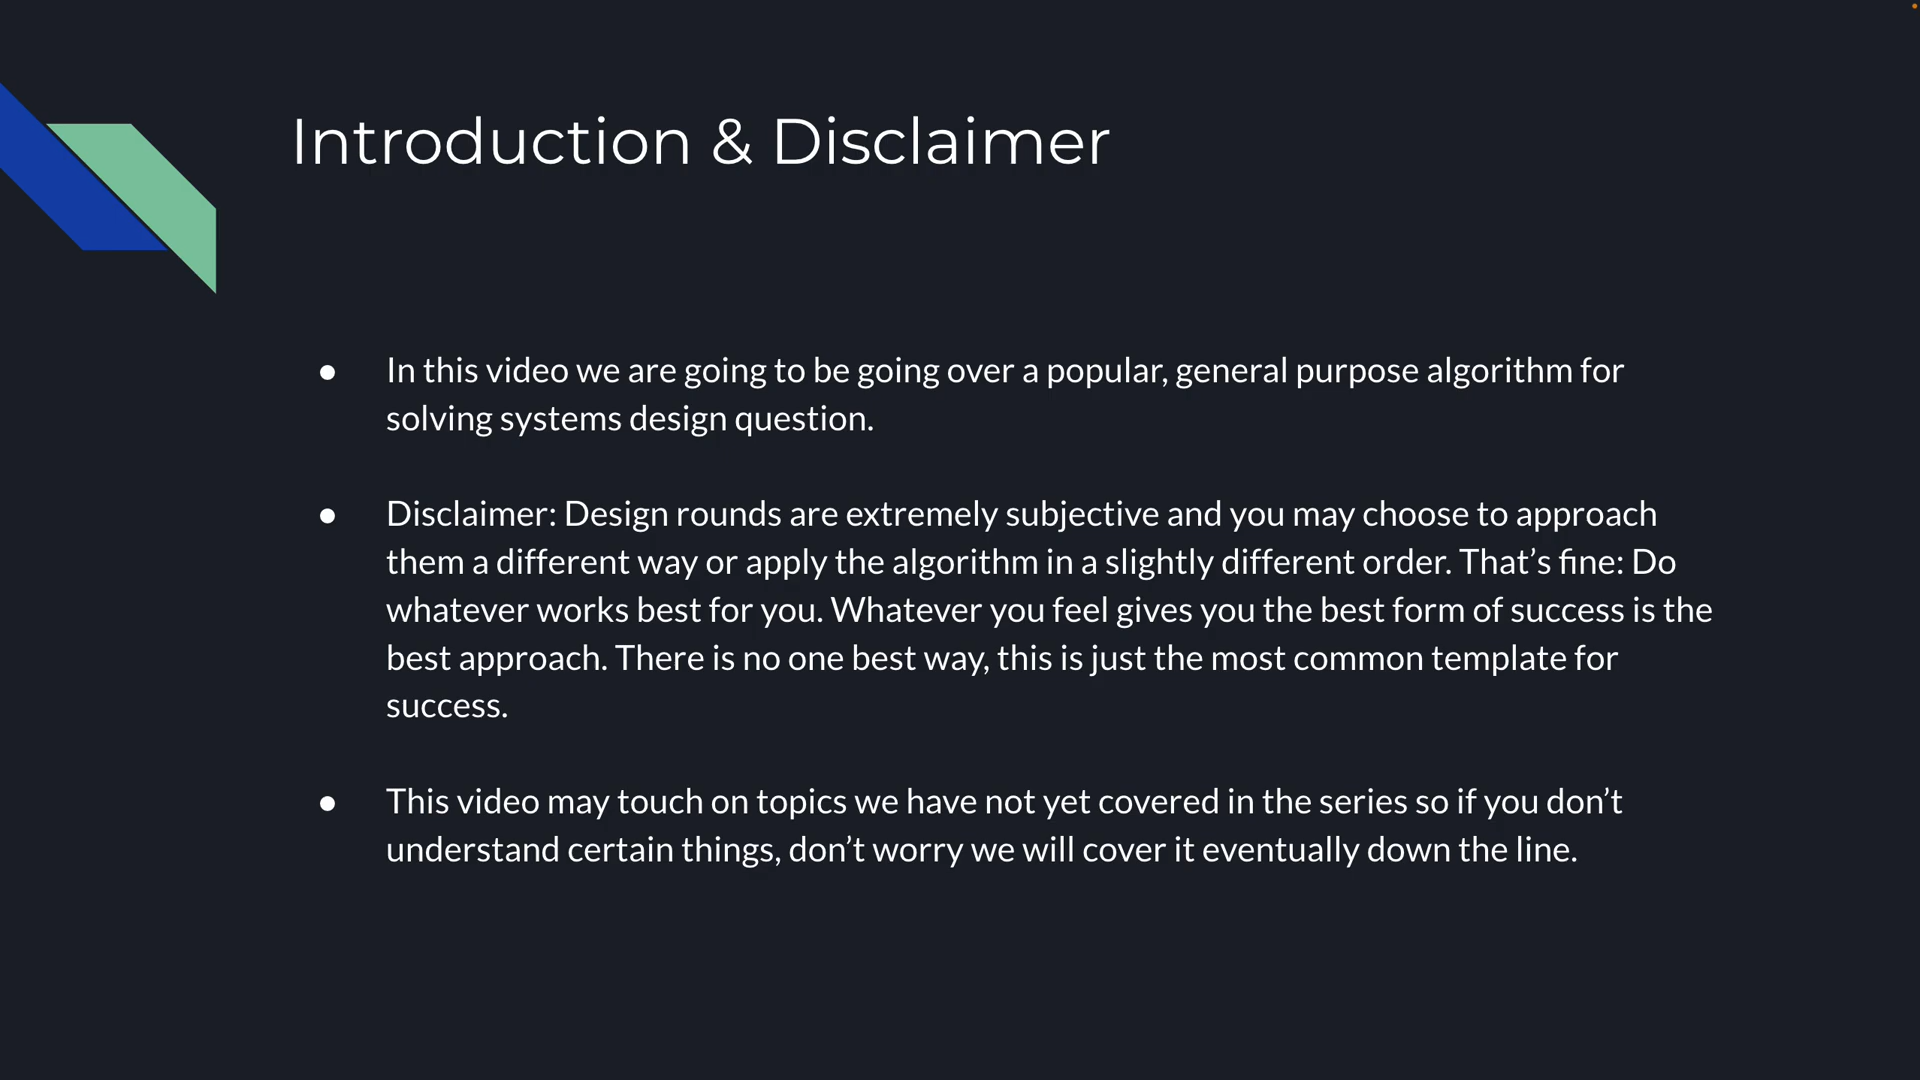 Introduction & Disclaimer
● In this video we are going to be going over a popular, general purpose algorithm for
solving systems design question.
● Disclaimer: Design rounds are extremely subjective and you may choose to approach
them a different way or apply the algorithm in a slightly different order. That’s fine: Do
whatever works best for you. Whatever you feel gives you the best form of success is the
best approach. There is no one best way, this is just the most common template for
success.
● This video may touch on topics we have not yet covered in the series so if you don’t
understand certain things, don’t worry we will cover it eventually down the line.